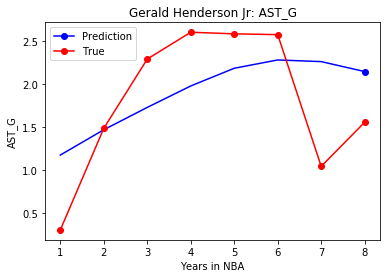 Gerald Henderson Jr: AST_G
Prediction
True
2.5
2.0
1.5
1.0
0.5
AST_G
1 2 3 4 5 6 7 8
Years in NBA